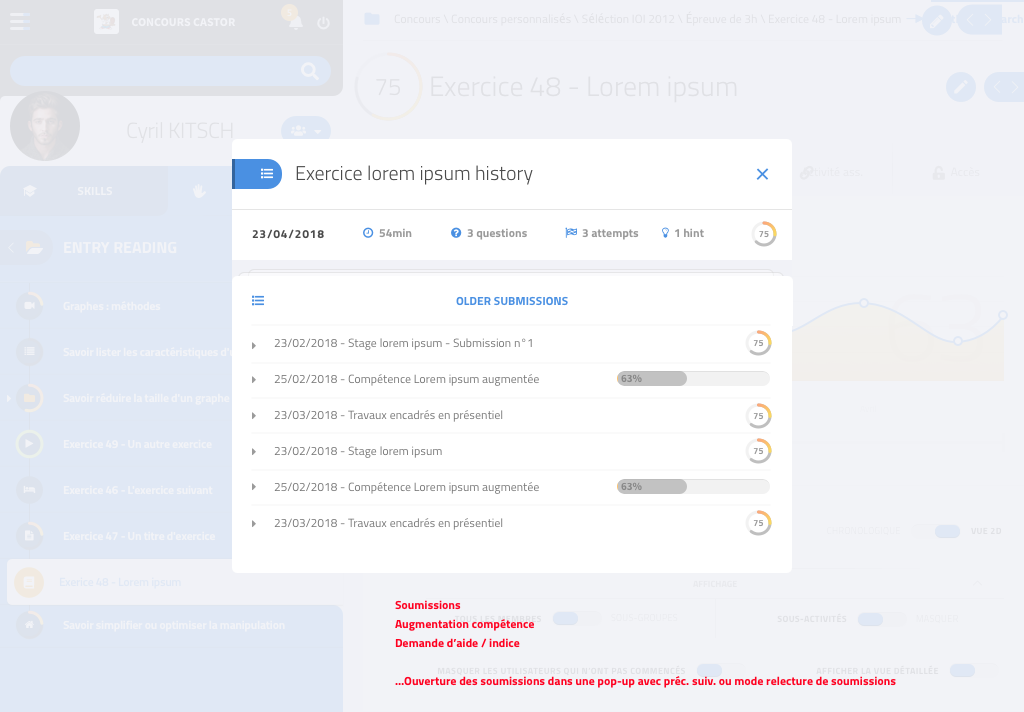 CONCOURS CASTOR
Concours \ Concours personnalisés \ Séléction IOI 2012 \ Épreuve de 3h \ Exercice 48 - Lorem ipsum
75
Exercice 48 - Lorem ipsum
Cyril KITSCH
SKILLS
Accès
ENTRY READING
Graphes : méthodes
Savoir lister les caractéristiques d'u
Savoir réduire la taille d'un graphe
Exercice 49 - Un autre exercice
Exercice 46 - L'exercice suivant
Exercice 47 - Un titre d'exercice
Exerice 48 - Lorem ipsum
Savoir simplifier ou optimiser la manipulation
Exercice lorem ipsum history
23/04/2018
54min
3 questions
3 attempts
1 hint
75
OLDER SUBMISSIONS
23/02/2018 - Stage lorem ipsum - Submission n°1
75
25/02/2018 - Compétence Lorem ipsum augmentée
63%
23/03/2018 - Travaux encadrés en présentiel
75
23/02/2018 - Stage lorem ipsum
75
25/02/2018 - Compétence Lorem ipsum augmentée
63%
23/03/2018 - Travaux encadrés en présentiel
75
VUE 2D
AFFICHAGE
Soumissions
SOUS-ACTIVITÉS
Augmentation compétence
Demande d'aide / indice
MASQUER LES UTILISATEURS QUI N'ONT PAS COMMENCÉS
AFFICHER LA VUE DÉTAILLÉE
...Ouverture des soumissions dans une pop-up avec préc. suiv. ou mode relecture de soumissions